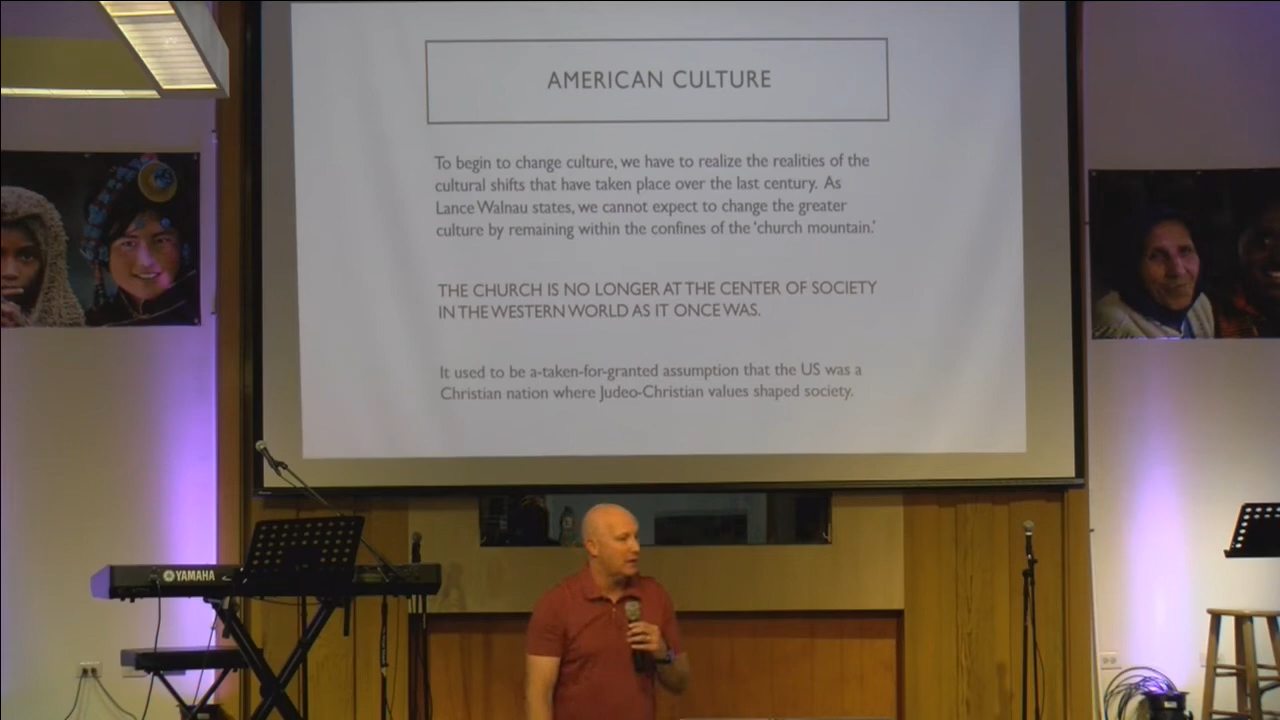 AMERICAN CULTURE
To begin to change culture, we have to realize the realities of the
cultural shifts that have taken place over the last century. As
Lance Walnau states, we cannot expect to change the greater
culture by remaining within the confines of the 'church mountain.'
THE CHURCH IS NO LONGER AT THE CENTER OF SOCIETY
IN THE WESTERN WORLD AS IT ONCE WAS.
It used to be a-taken-for-granted assumption that the US was a
Christian nation where Judeo-Christian values shaped society.
YAMAHA